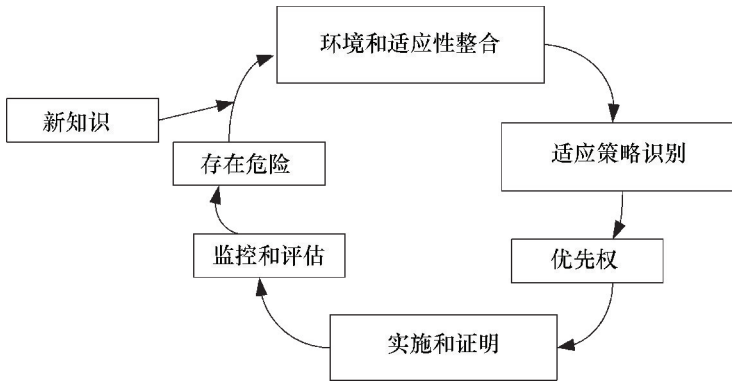 环境和适应性整合
新知识
适应策略识别
存在危险
监控和评估
优先权
实施和证明